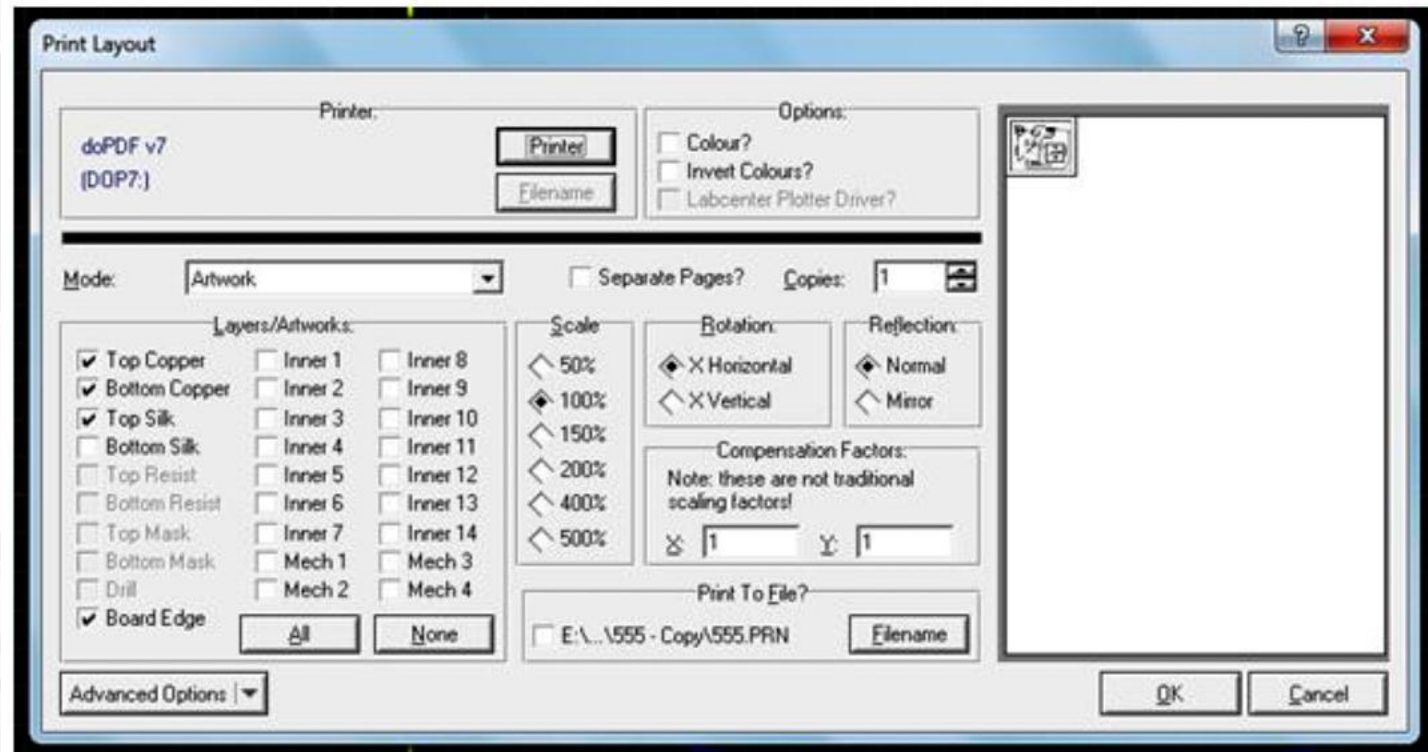 Print Layout
Printer:
doPDF v7
(DOP7:)
Printer
Filename
Options:
Colour?
Invert Colours?
Labcenter Plotter Driver?
Mode:
Artwork
Separate Pages?
Copies:
1
Layers/Artworks:
Top Copper Inner 1 Inner 8
Bottom Copper Inner 2 Inner 9
Top Silk Inner 3 Inner 10
Bottom Silk Inner 4 Inner 11
Top Resist Inner 5 Inner 12
Bottom Resist Inner 6 Inner 13
Top Mask Inner 7 Inner 14
Bottom Mask Mech 1 Mech 3
Drill Mech 2 Mech 4
Board Edge
All
None
Scale
50%
100%
150%
200%
400%
500%
Rotation:
X Horizontal
X Vertical
Reflection:
Normal
Mirror
Compensation Factors:
Note: these are not traditional
scaling factors!
X: 1 Y: 1
Print To File?
E:\...\555 - Copy\555.PRN
Filename
Advanced Options
OK
Cancel